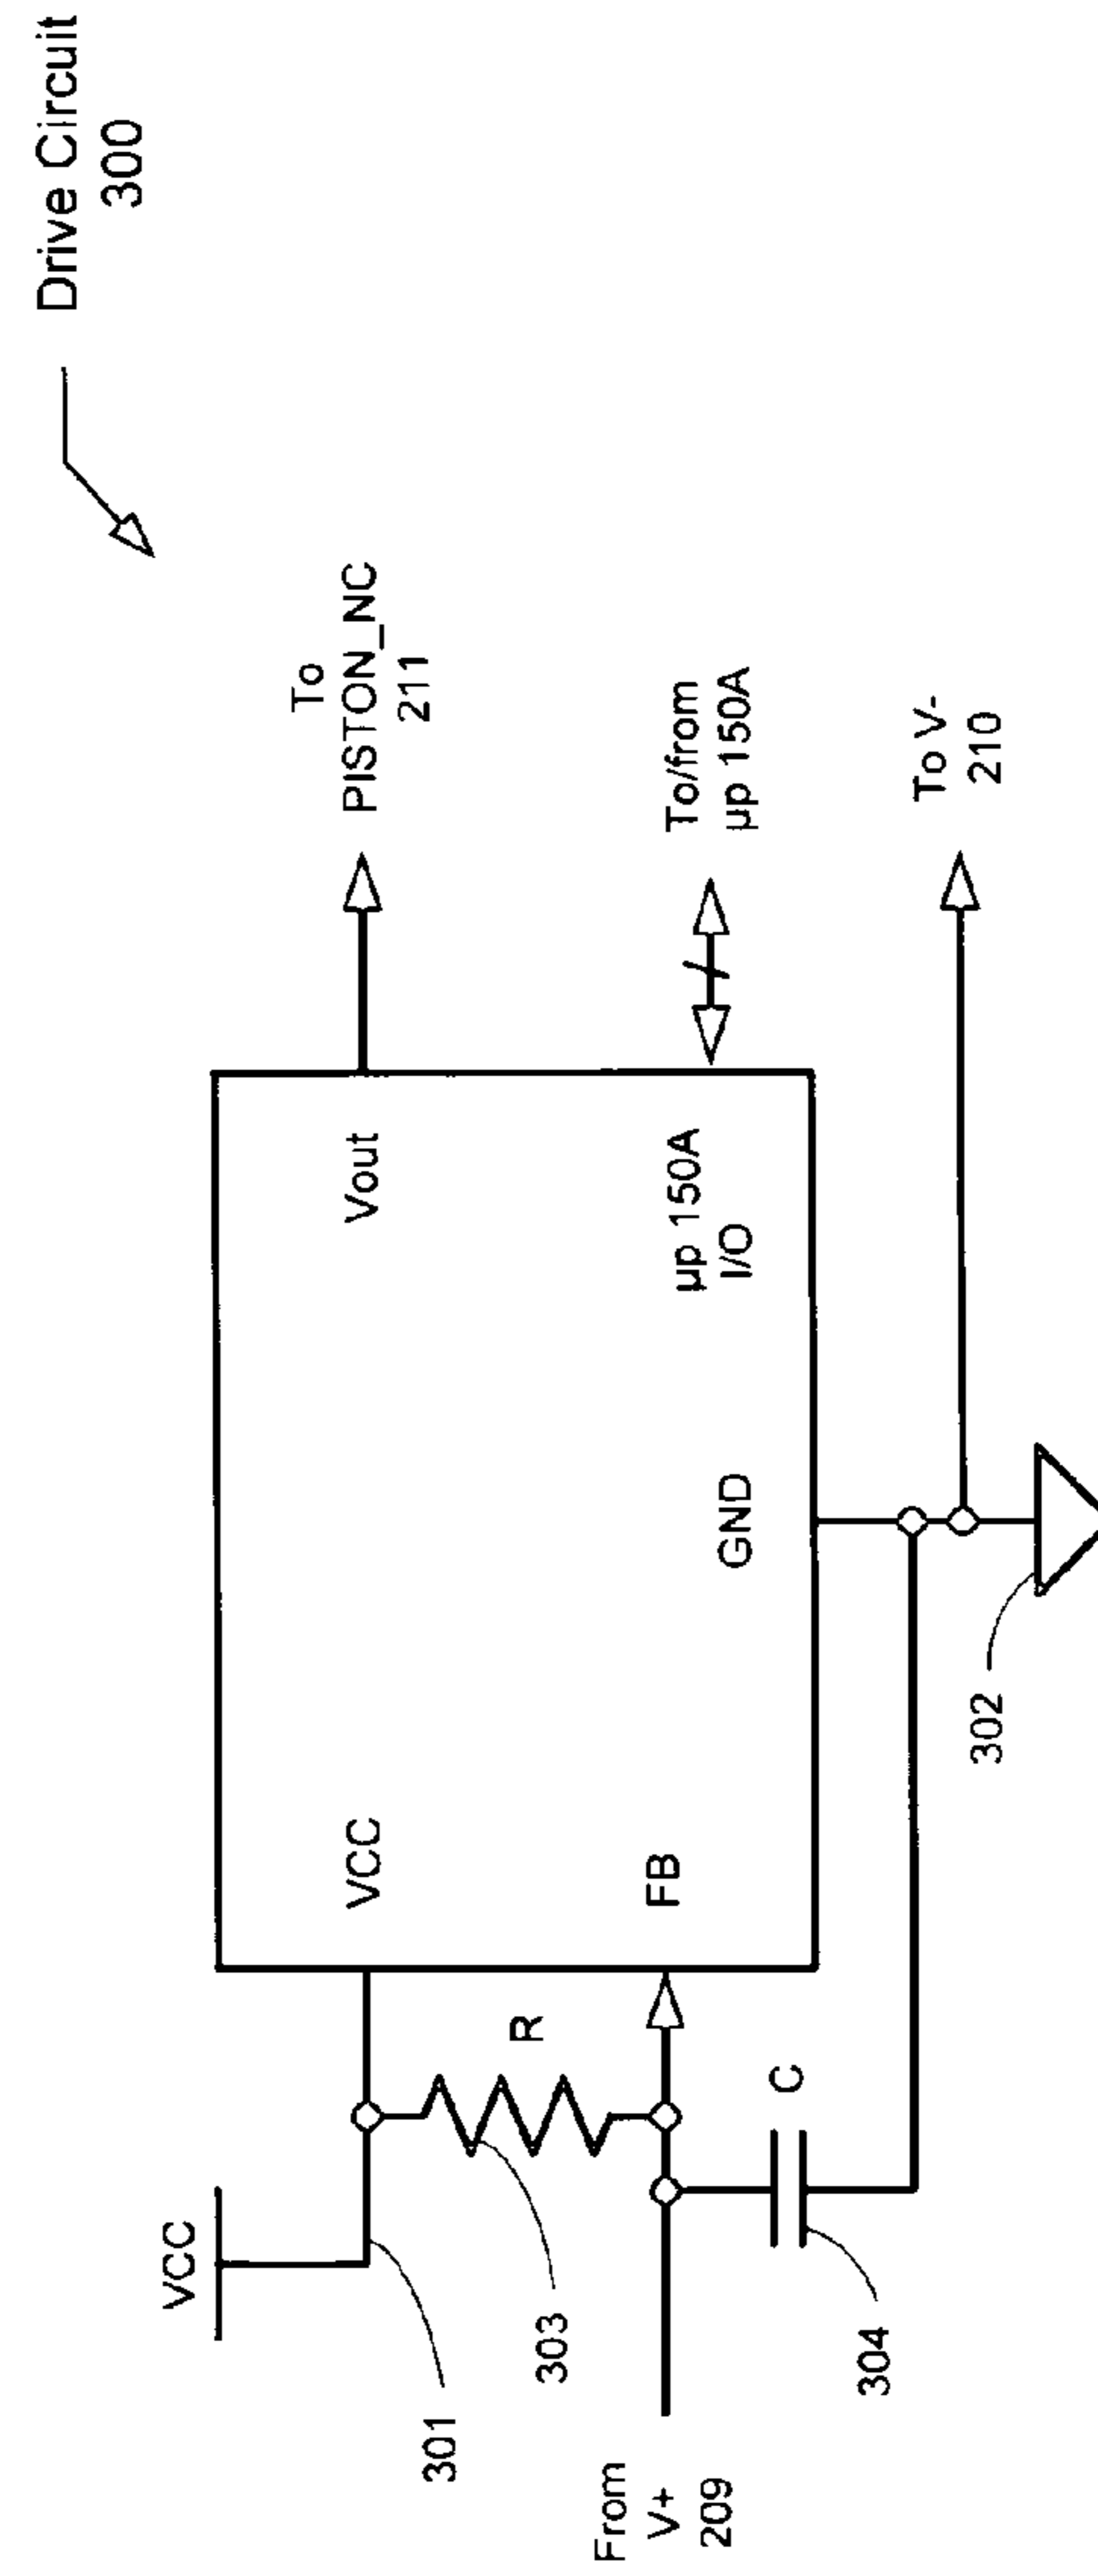 Drive Circuit
300
VCC
301
To
PISTON_NC
211
VCC
Vout
R
303
From
V+
209
FB
µp 150A
I/O
To/from
µp 150A
GND
C
304
302
To V-
210